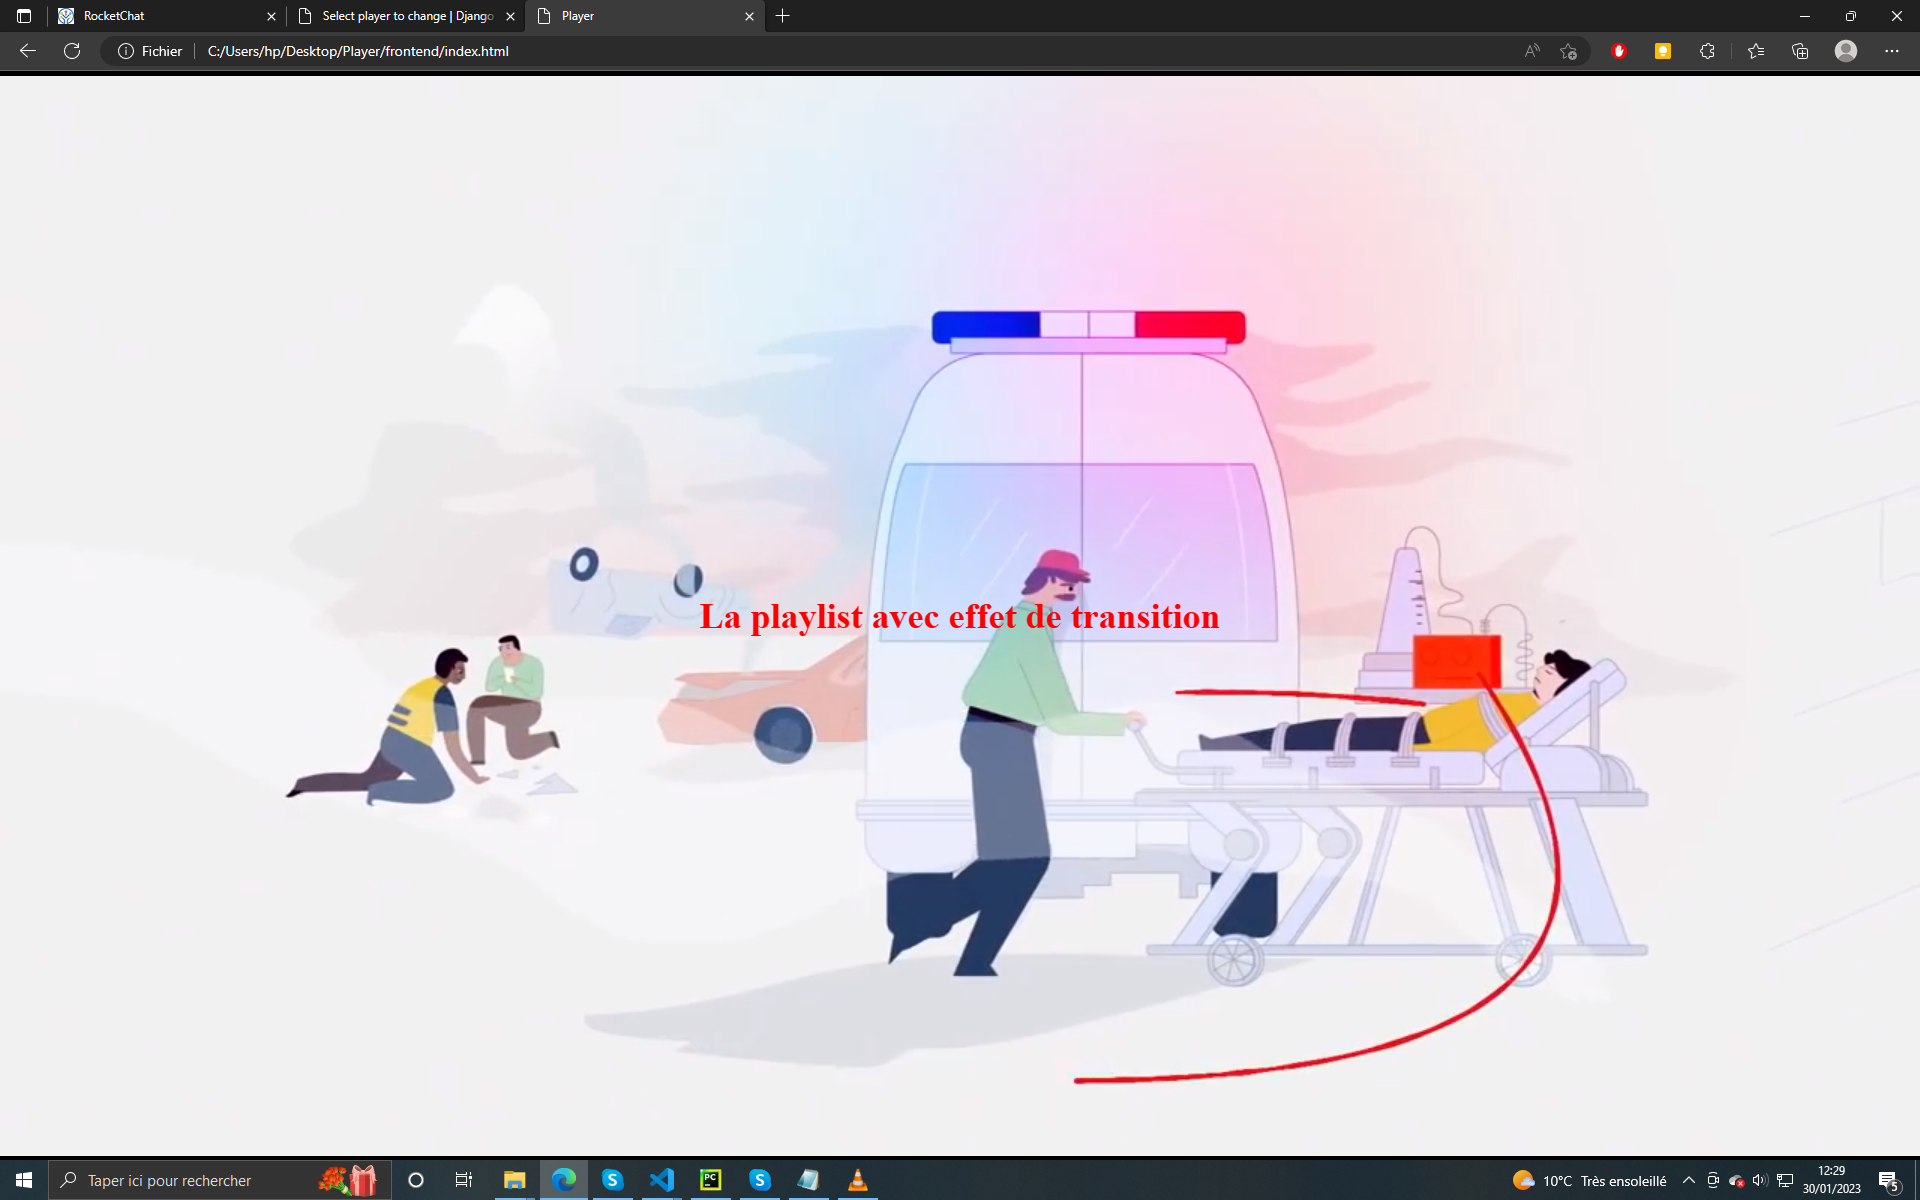 RocketChat
Select player to change | Django
Player
Fichier
C:/Users/hp/Desktop/Player/frontend/index.html
La playlist avec effet de transition
Taper ici pour rechercher
10°C Très ensoleillé
12:29
30/01/2023
5